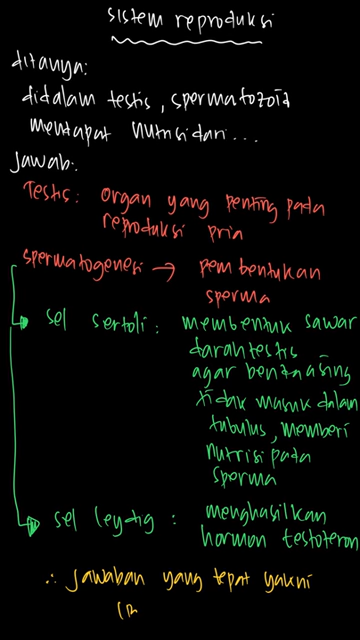 sistem reproduksi
ditanya:
didalam testis, spermatozoid
mendapat nutrisi dari...
Jawab:
Testis: organ yang penting pada
reproduksi pria
spermatogenesi → pembentukan
sperma
sel sertoli: membentuk sawar
darah testis
agar benda asing
tidak masuk dalam
tubulus, memberi
nutrisi pada
sperma
sel leydig: menghasilkan
hormon testoteron
∴ jawaban yang tepat yakni